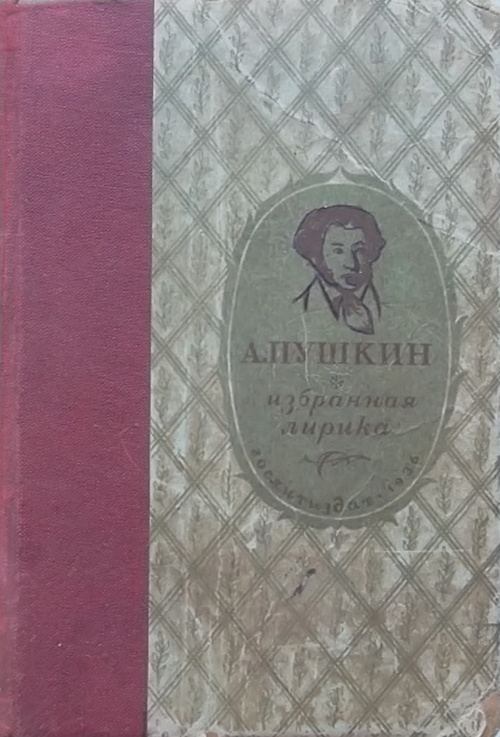 А.ПУШКИН
избранная
лирика
гослитиздат·1936